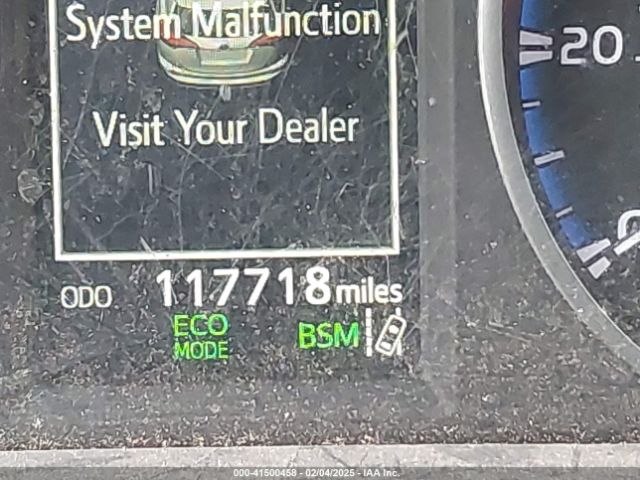 System Malfunction
20
Visit Your Dealer
0
ODO 117718 miles
ECO MODE BSM
000-41500458 - 02/04/2025 - IAA Inc.